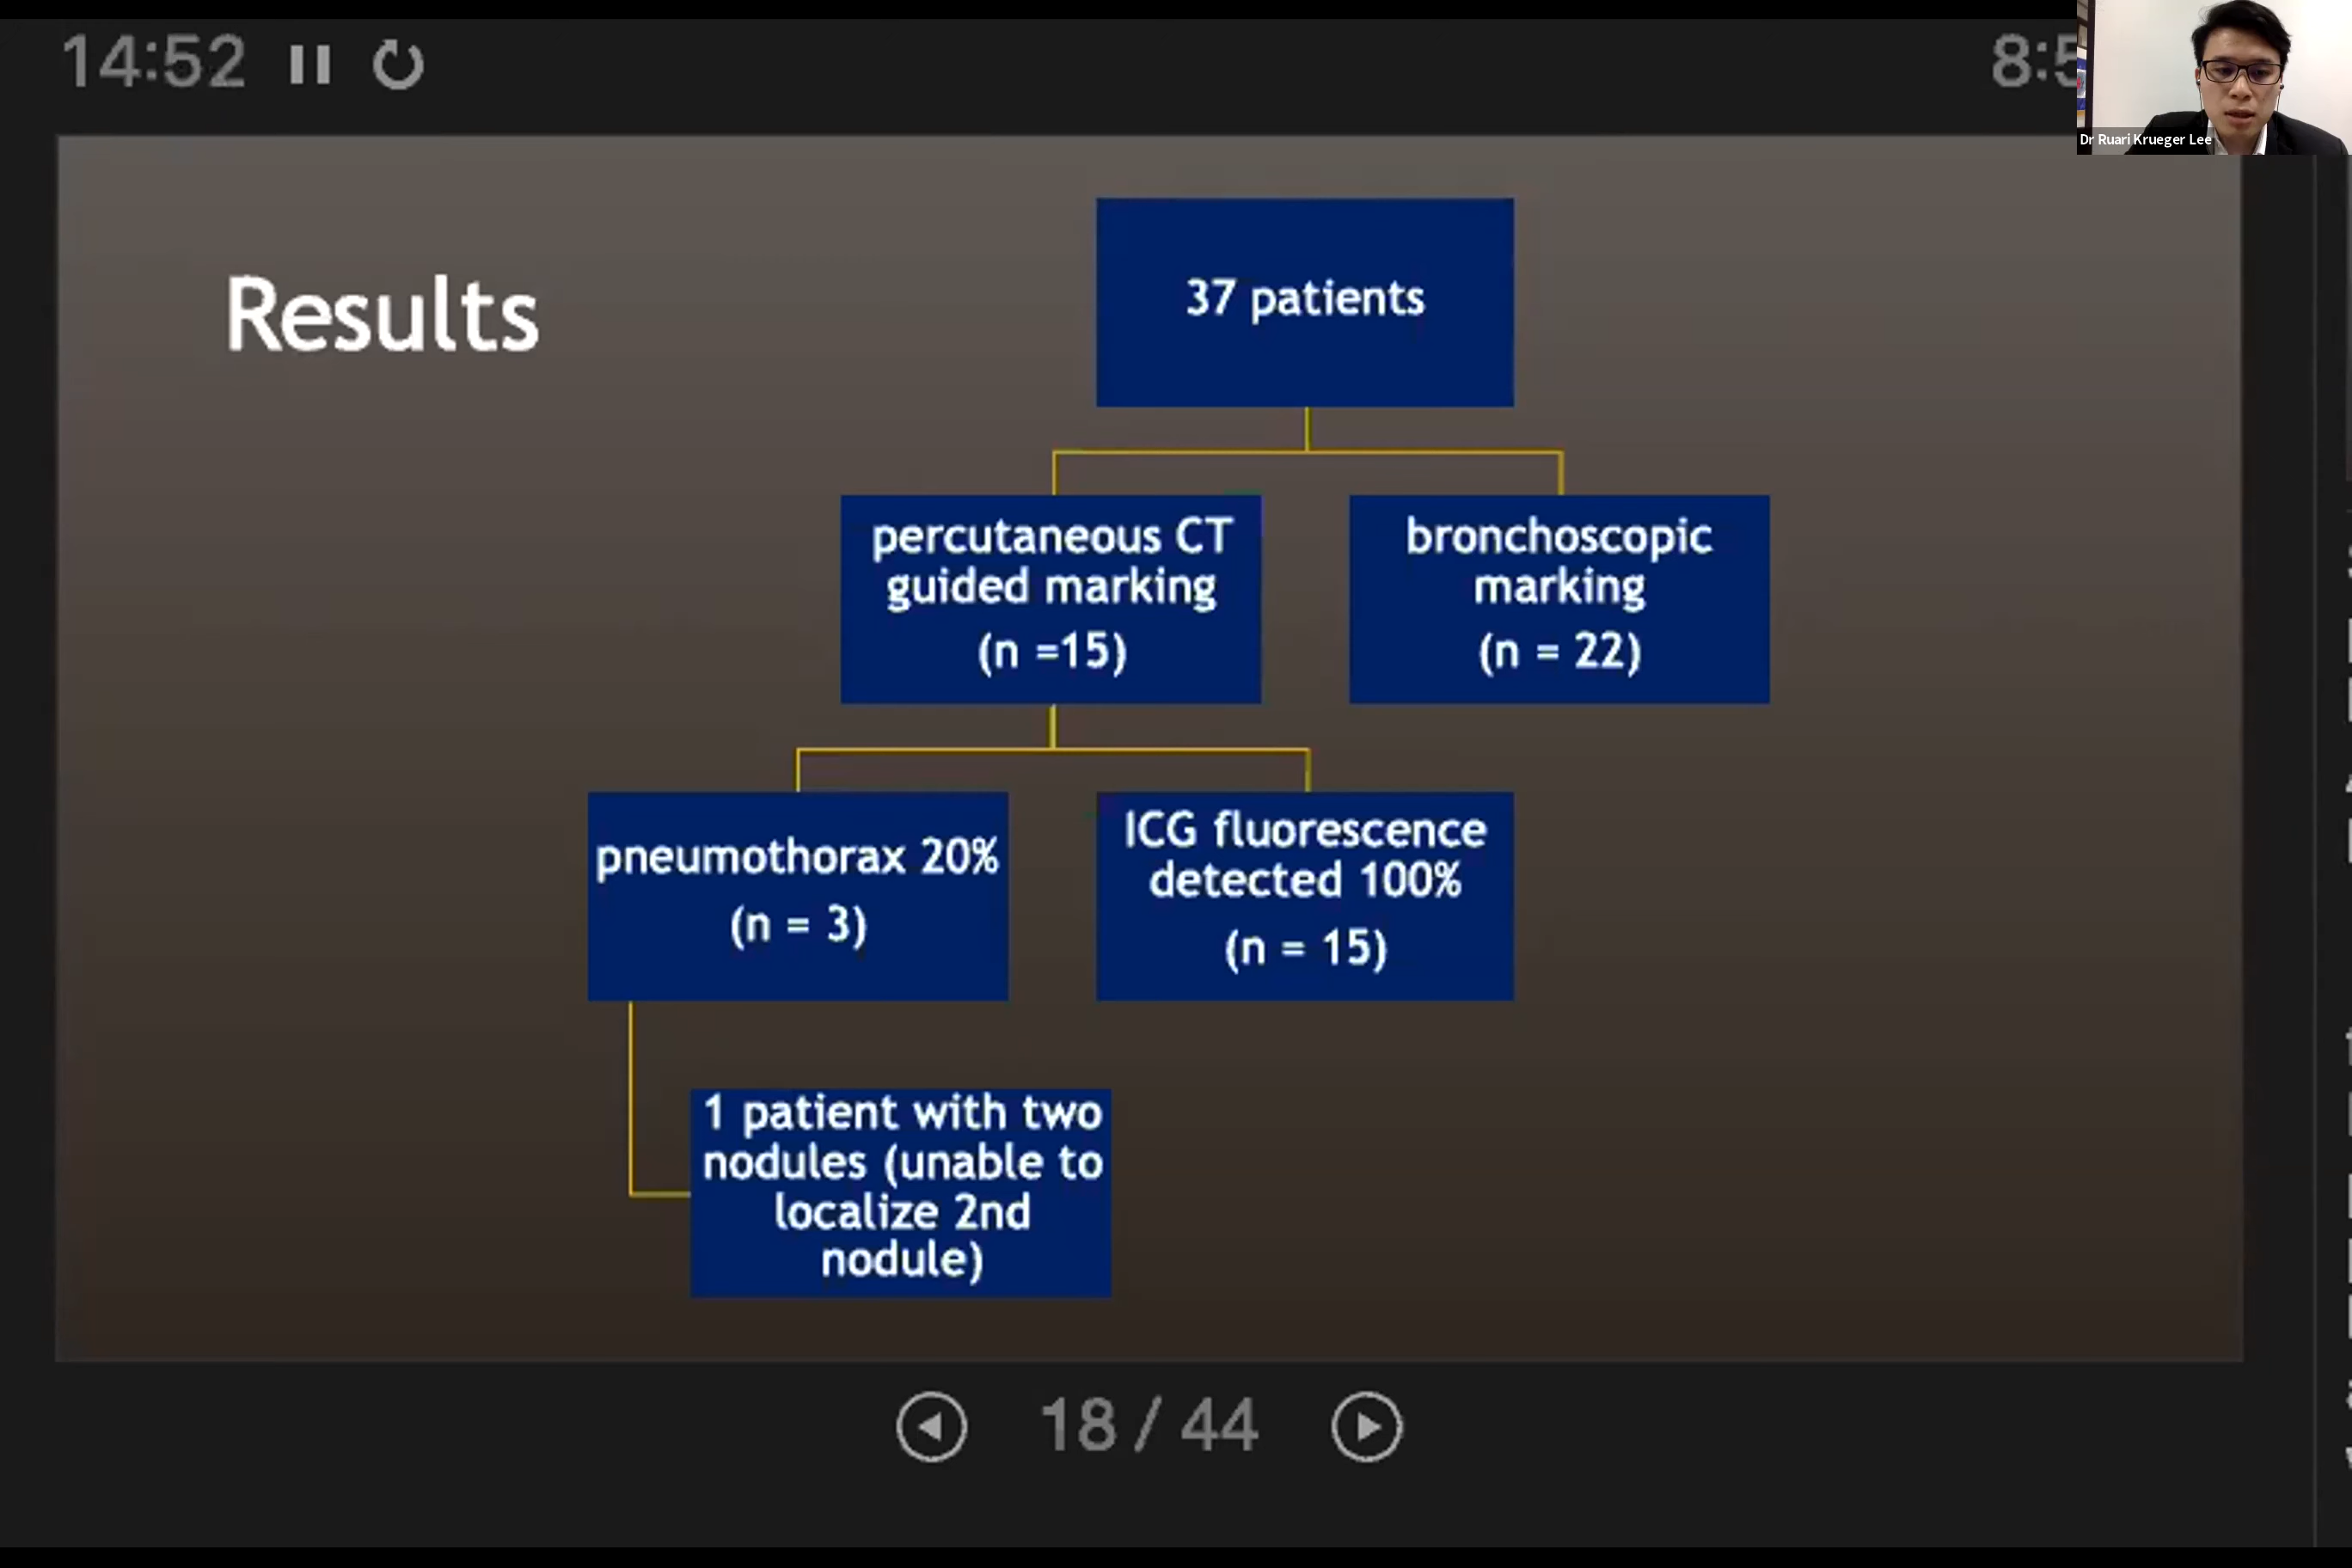 14:52
8:5
Dr Ruari Krueger Lee
Results
37 patients
percutaneous CT
guided marking
(n =15)
bronchoscopic
marking
(n = 22)
pneumothorax 20%
(n = 3)
ICG fluorescence
detected 100%
(n = 15)
1 patient with two
nodules (unable to
localize 2nd
nodule)
18 / 44